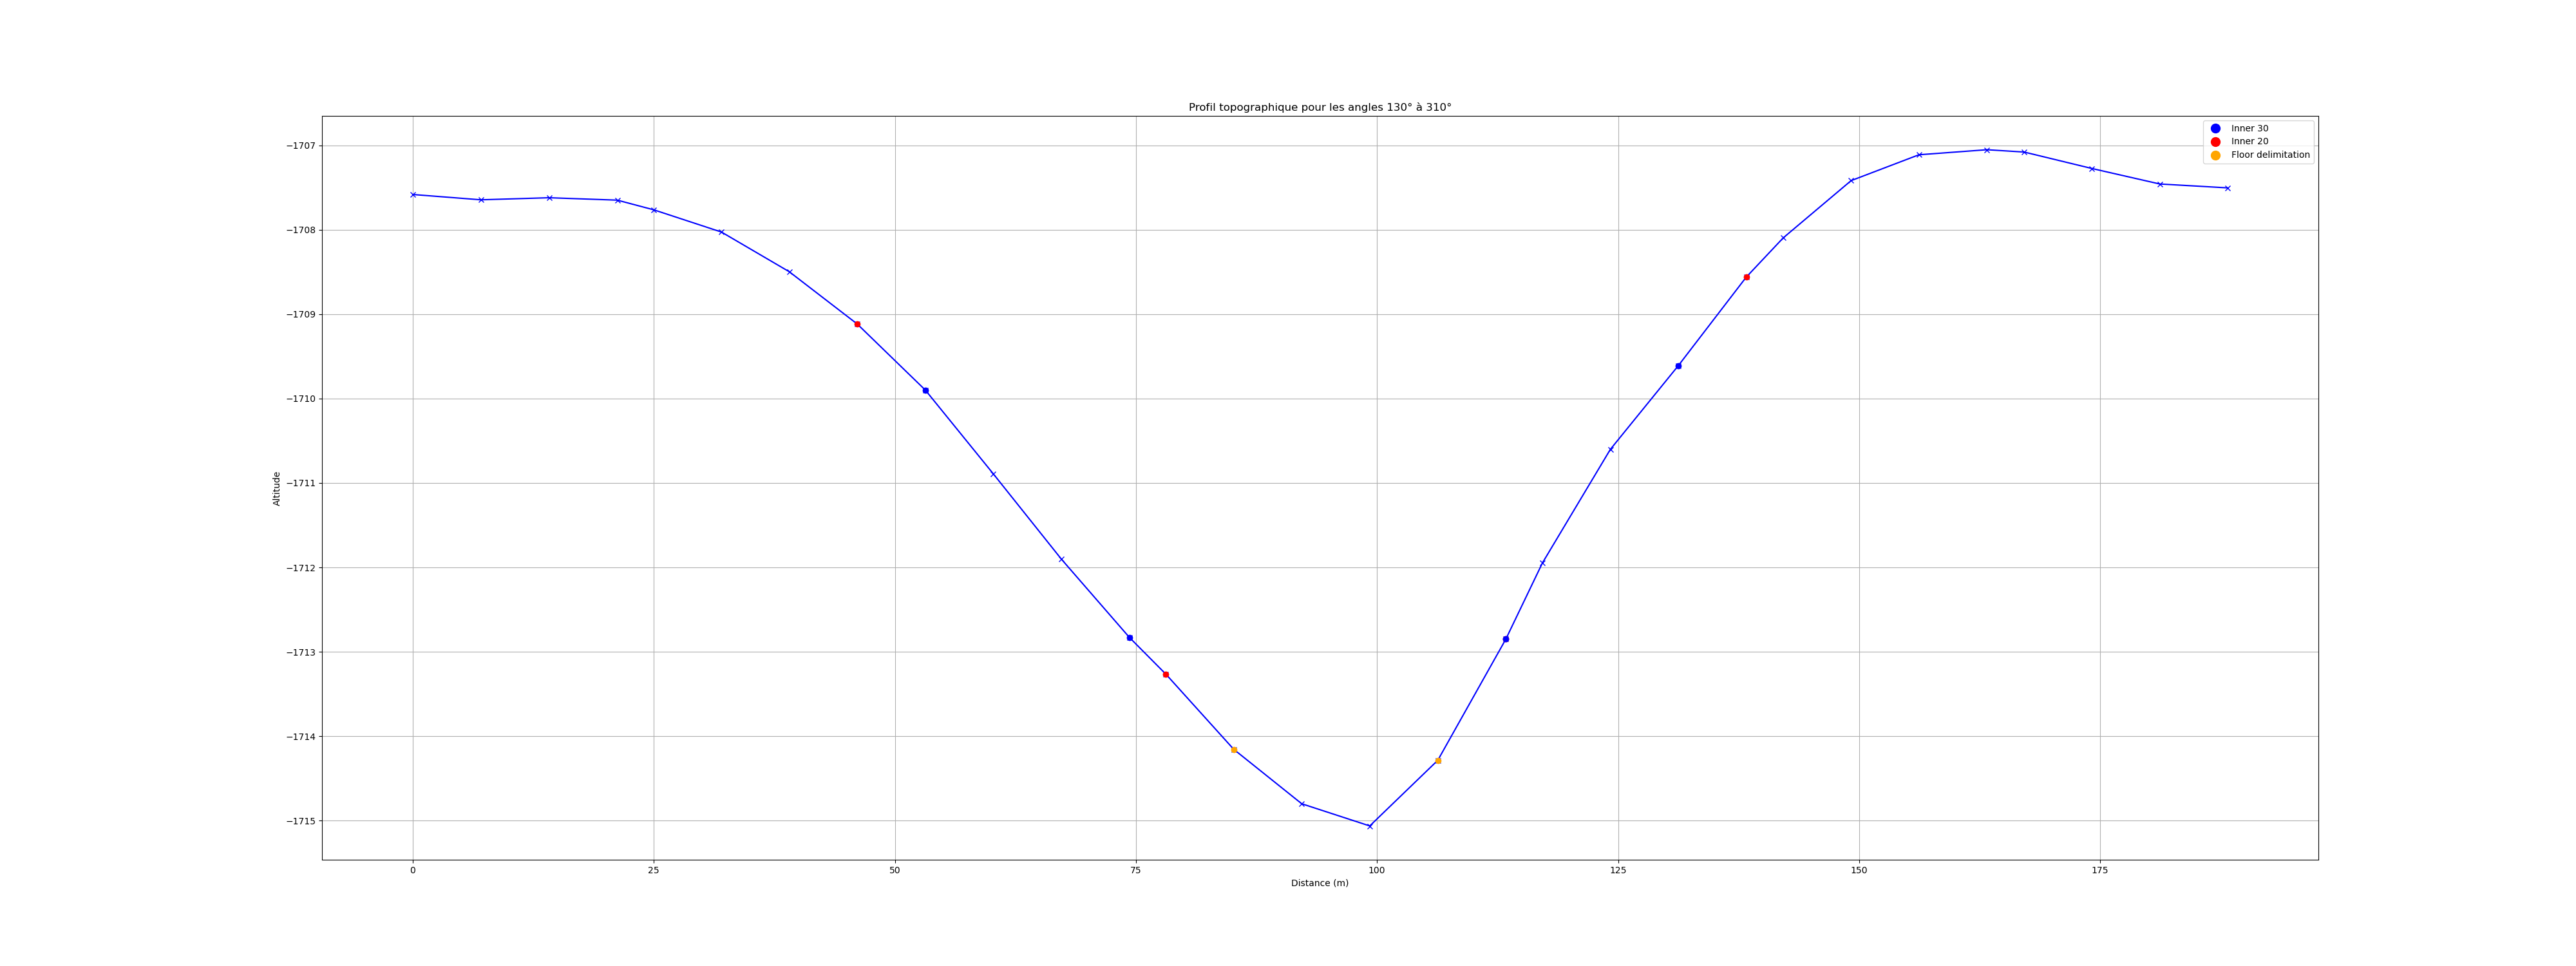 Profil topographique pour les angles 130° à 310°
Inner 30
Inner 20
Floor delimitation
−1707
−1708
−1709
−1710
−1711
−1712
−1713
−1714
−1715
Altitude
0 25 50 75 100 125 150 175
Distance (m)